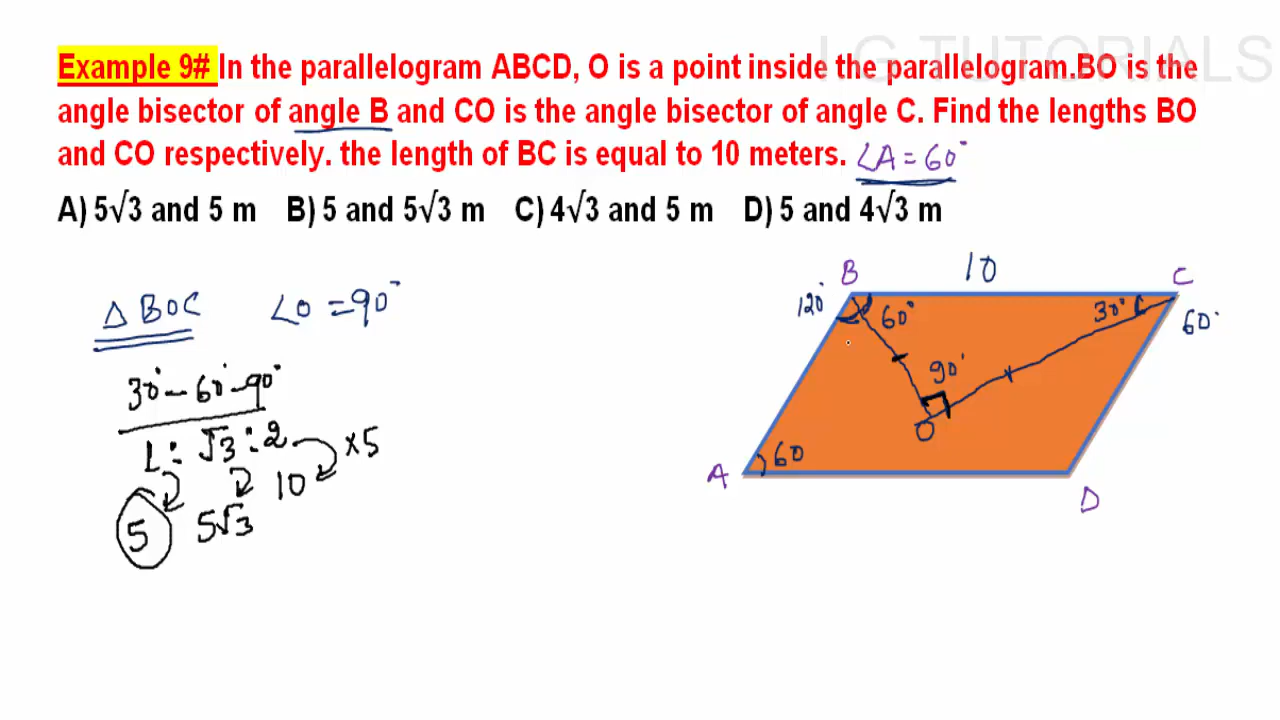 LG TUTORIALS
Example 9# In the parallelogram ABCD, O is a point inside the parallelogram.BO is the
angle bisector of angle B and CO is the angle bisector of angle C. Find the lengths BO
and CO respectively. the length of BC is equal to 10 meters. ∠A = 60°
A) 5√3 and 5 m B) 5 and 5√3 m C) 4√3 and 5 m D) 5 and 4√3 m
B 10 C
△ BOC ∠O = 90°
120° 60° 30° 60°
30° - 60° - 90°
90°
1 : √3 : 2 ×5
O
A 60
5 5√3 10
D